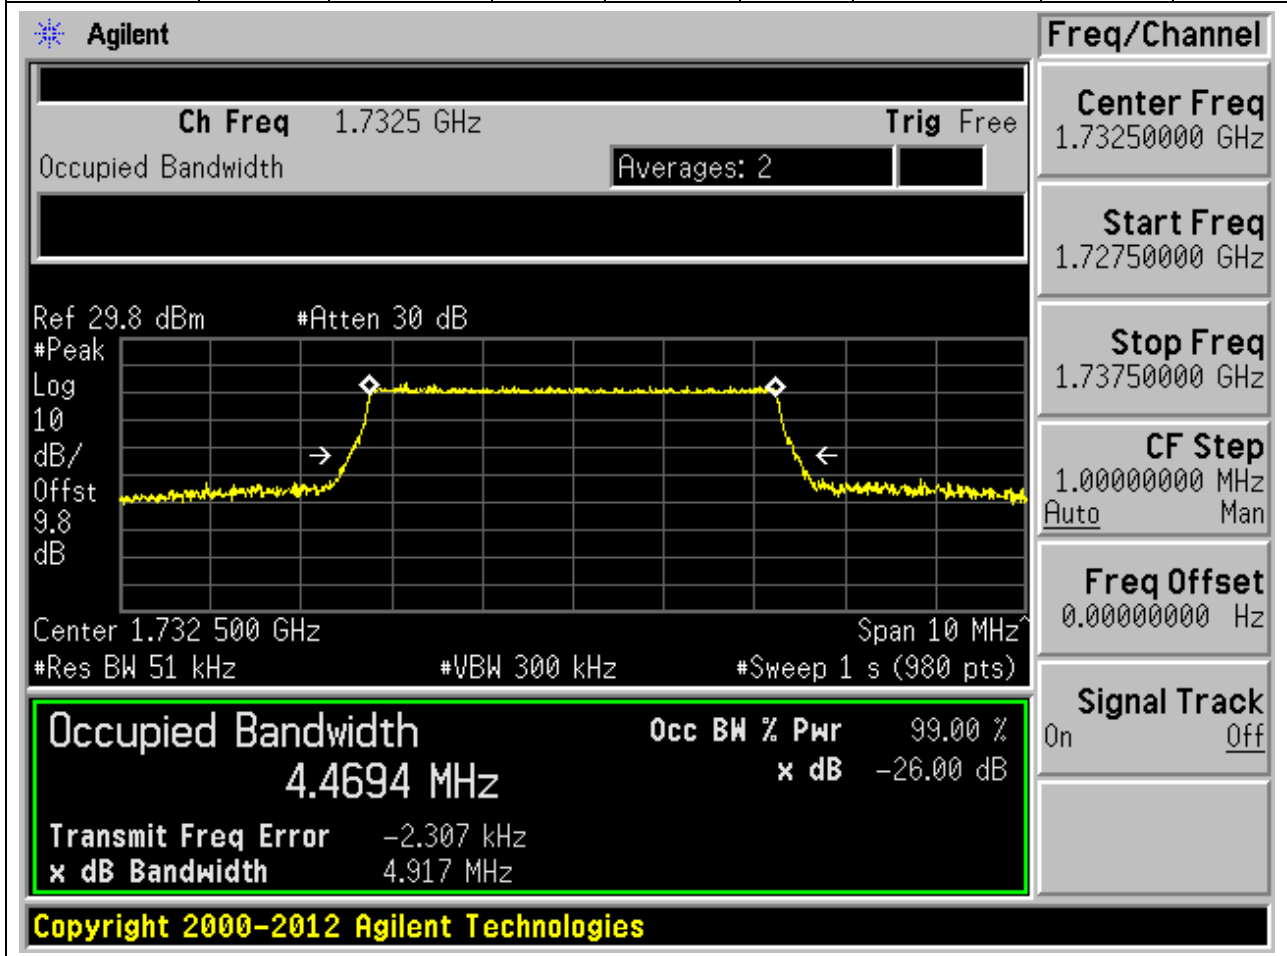 Agilent
Freq/Channel
Ch Freq 1.7325 GHz Trig Free
Occupied Bandwidth Averages: 2
Center Freq
1.73250000 GHz
Start Freq
1.72750000 GHz
Stop Freq
1.73750000 GHz
CF Step
1.00000000 MHz
Auto Man
Freq Offset
0.00000000 Hz
Signal Track
On Off
Ref 29.8 dBm #Atten 30 dB
#Peak
Log
10
dB/
Offst
9.8
dB
Center 1.732 500 GHz Span 10 MHz^
#Res BW 51 kHz #VBW 300 kHz #Sweep 1 s (980 pts)
Occupied Bandwidth Occ BW % Pwr 99.00 %
4.4694 MHz x dB -26.00 dB
Transmit Freq Error -2.307 kHz
x dB Bandwidth 4.917 MHz
Copyright 2000-2012 Agilent Technologies